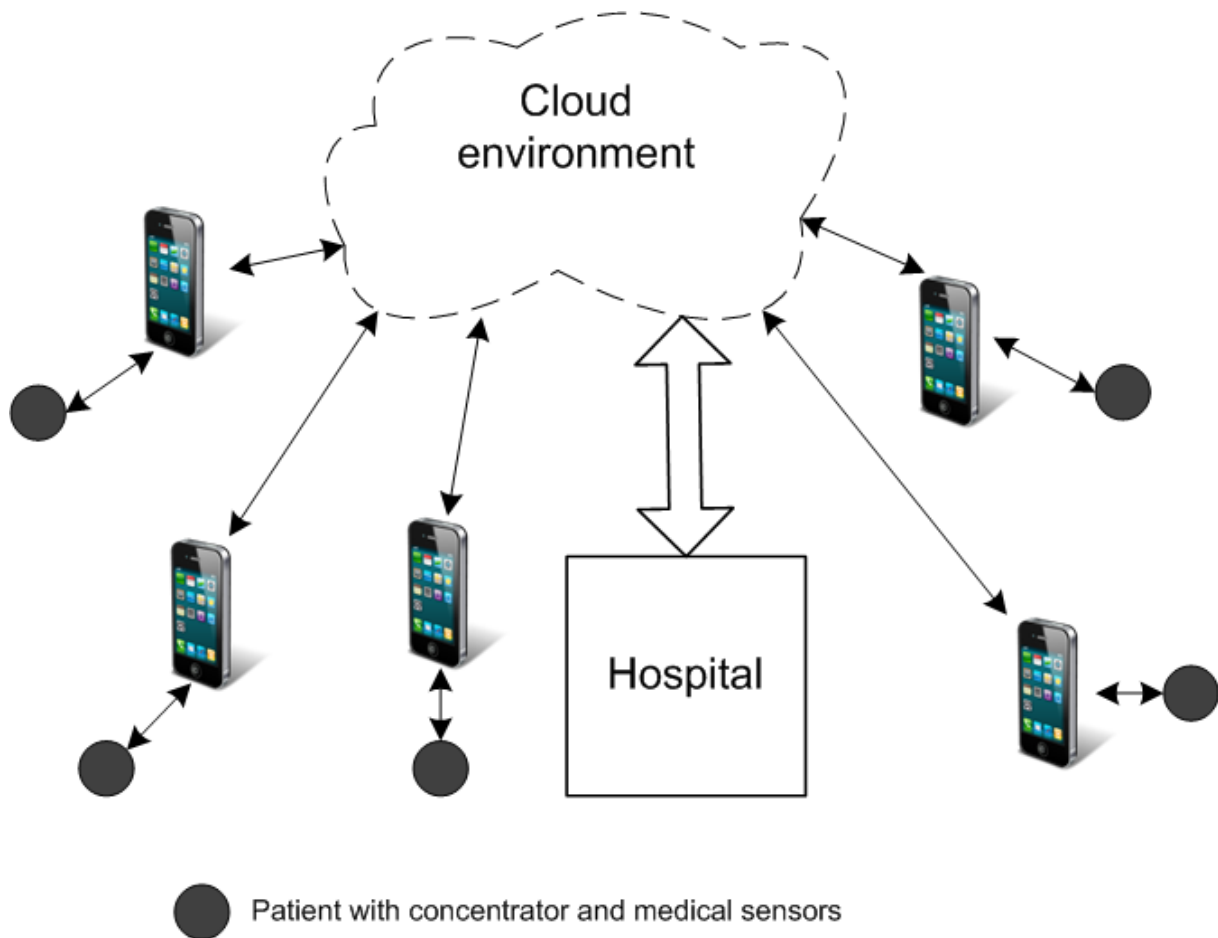 Cloud
environment
Hospital
Patient with concentrator and medical sensors